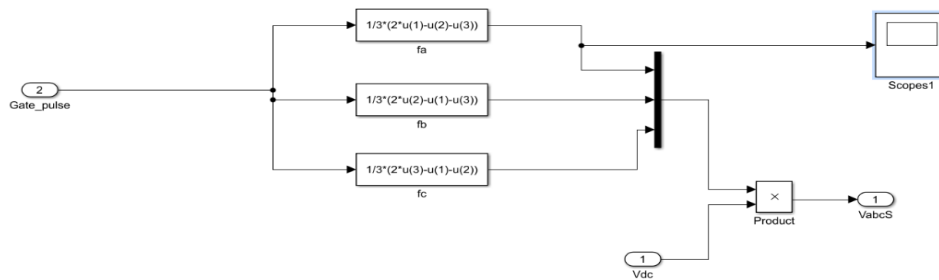 1/3*(2*u(1)-u(2)-u(3))
fa
Scopes1
2
Gate_pulse
1/3*(2*u(2)-u(1)-u(3))
fb
1/3*(2*u(3)-u(1)-u(2))
fc
×
Product
1
VabcS
1
Vdc